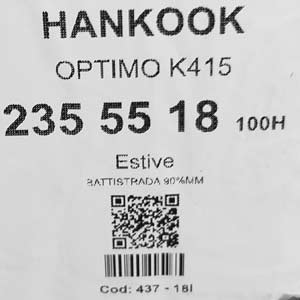 HANKOOK
OPTIMO K415
235 55 18 100H
Estive
BATTISTRADA 90%MM
Cod: 437 - 18I